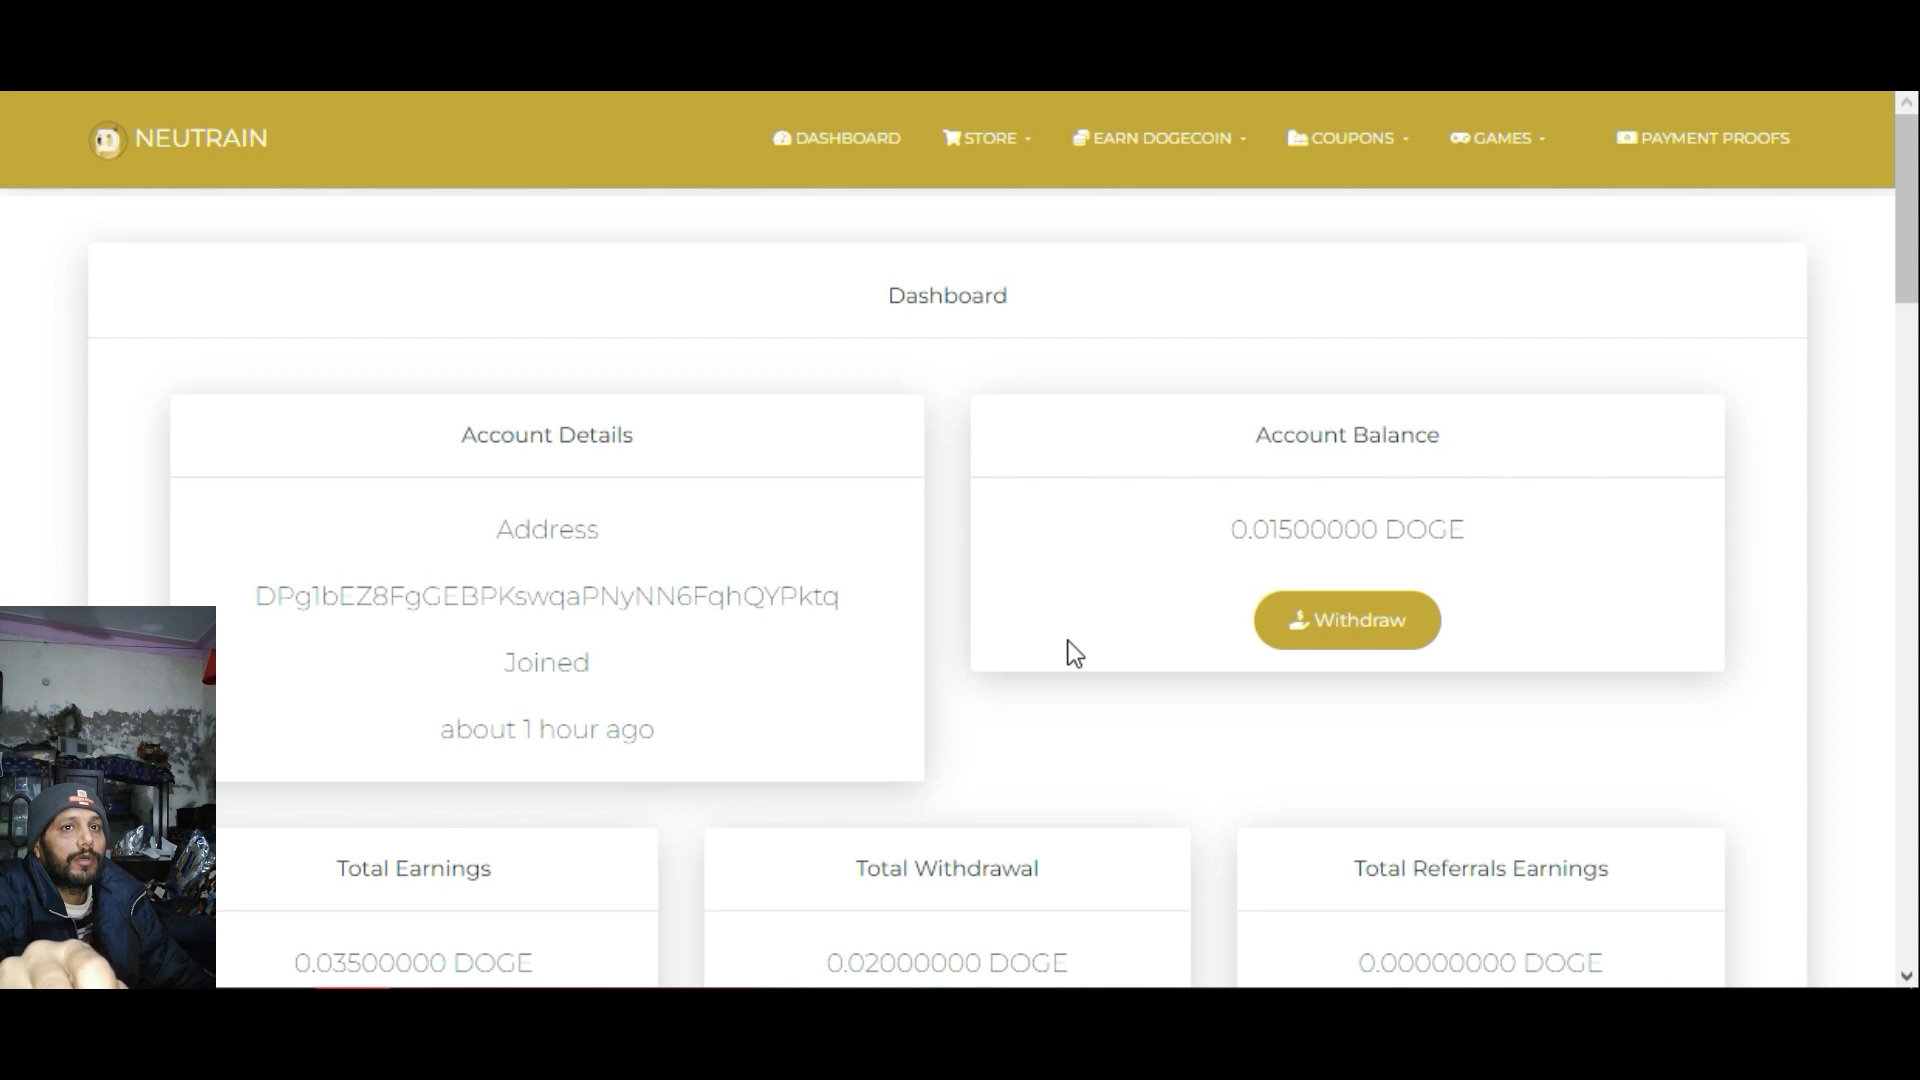 NEUTRAIN
DASHBOARD
STORE
EARN DOGECOIN
COUPONS
GAMES
PAYMENT PROOFS
Dashboard
Account Details
Account Balance
Address
0.01500000 DOGE
DPg1bEZ8FgGEBPKswqaPNyNN6FqhQYPktq
Withdraw
Joined
about 1 hour ago
Total Earnings
Total Withdrawal
Total Referrals Earnings
0.03500000 DOGE
0.02000000 DOGE
0.00000000 DOGE